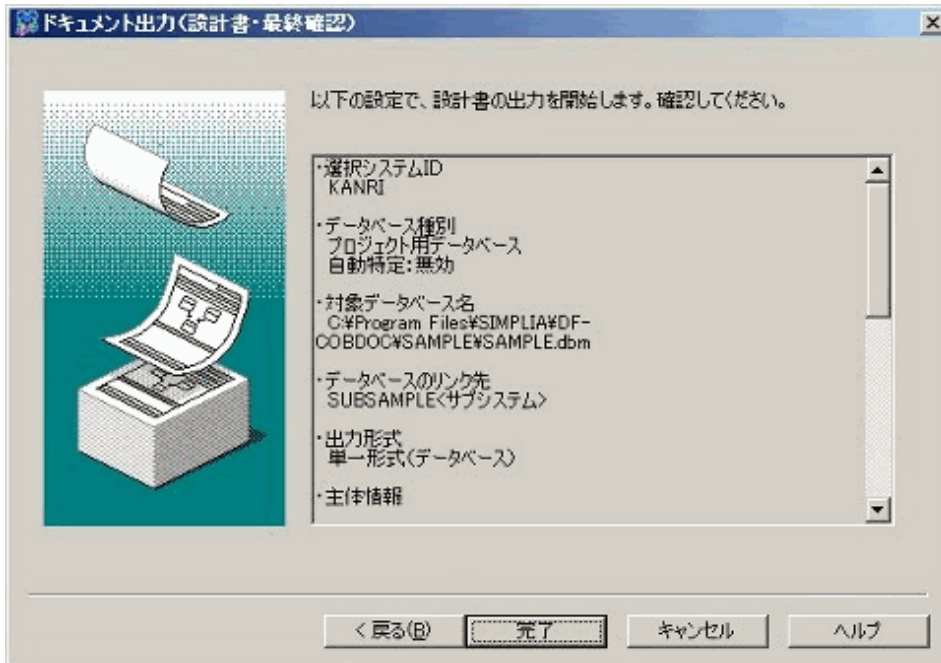 ドキュメント出力(設計書・最終確認)
以下の設定で、設計書の出力を開始します。確認してください。
・選択システムID
KANRI
・データベース種別
プロジェクト用データベース
自動特定:無効
・対象データベース名
C:¥Program Files¥SIMPLIA¥DF-
COBDOC¥SAMPLE¥SAMPLE.dbm
・データベースのリンク先
SUBSAMPLE<サブシステム>
・出力形式
単一形式(データベース)
・主体情報
< 戻る(B)
完了
キャンセル
ヘルプ